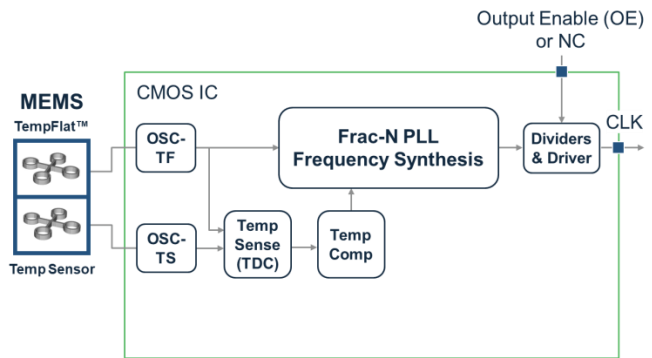 Output Enable (OE)
or NC
MEMS
TempFlat™
CMOS IC
OSC-
TF
Frac-N PLL
Frequency Synthesis
Dividers
& Driver
CLK
OSC-
TS
Temp
Sense
(TDC)
Temp
Comp
Temp Sensor